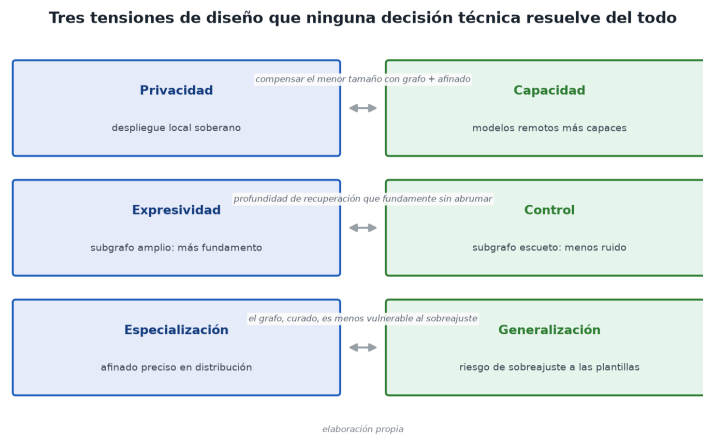 Tres tensiones de diseño que ninguna decisión técnica resuelve del todo
compensar el menor tamaño con grafo + afinado
Privacidad
Capacidad
despliegue local soberano
modelos remotos más capaces
profundidad de recuperación que fundamente sin abrumar
Expresividad
Control
subgrafo amplio: más fundamento
subgrafo escueto: menos ruido
el grafo, curado, es menos vulnerable al sobreajuste
Especialización
Generalización
afinado preciso en distribución
riesgo de sobreajuste a las plantillas
elaboración propia